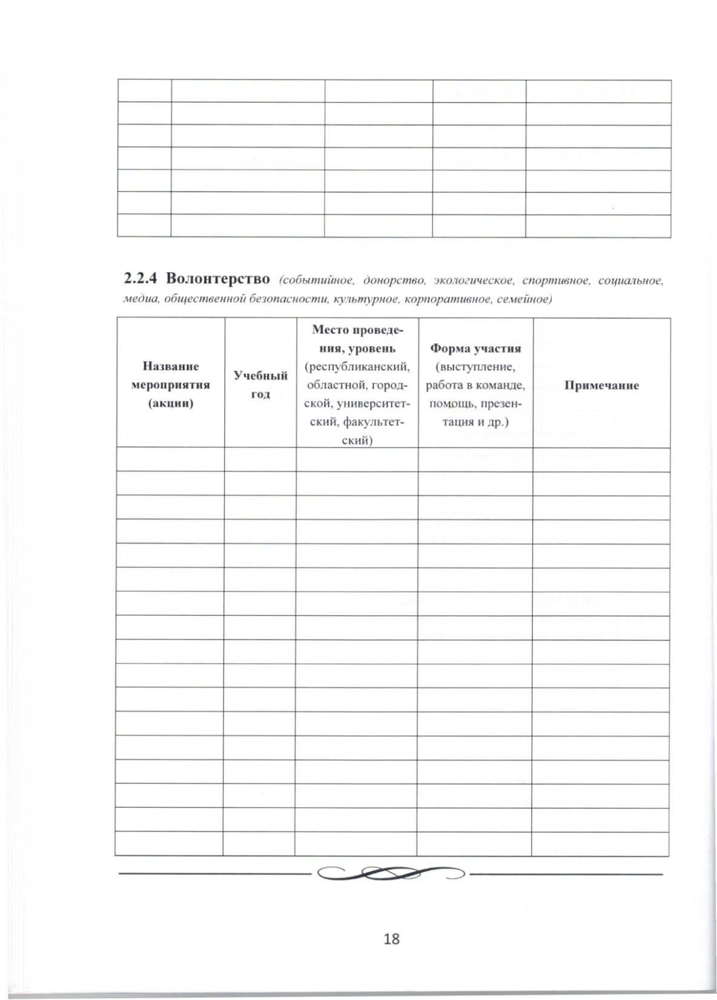 2.2.4 Волонтерство (событийное, донорство, экологическое, спортивное, социальное,
медиа, общественной безопасности, культурное, корпоративное, семейное)
Название
мероприятия
(акции)
Учебный
год
Место проведе-
ния, уровень
(республиканский,
областной, город-
ской, университет-
ский, факультет-
ский)
Форма участия
(выступление,
работа в команде,
помощь, презен-
тация и др.)
Примечание
18